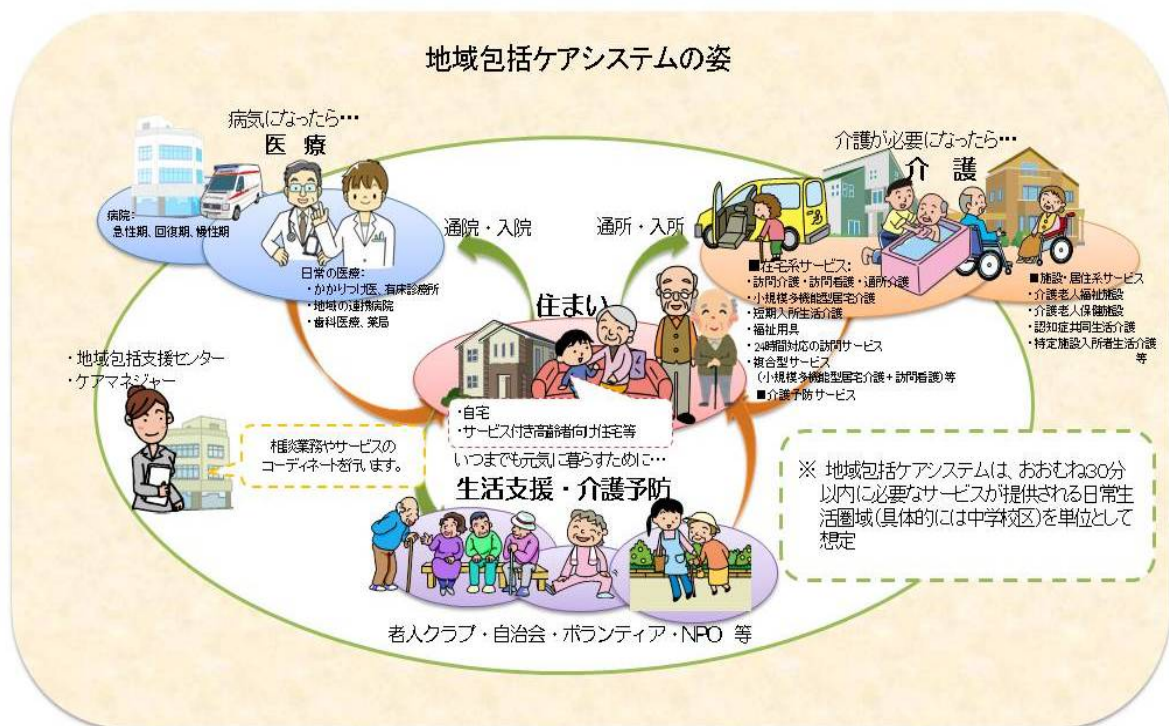 地域包括ケアシステムの姿
病気になったら…
医 療
病院:
急性期、回復期、慢性期
日常の医療:
・かかりつけ医、有床診療所
・地域の連携病院
・歯科医療、薬局
通院・入院
通所・入所
介護が必要になったら…
介 護
■在宅系サービス:
・訪問介護・訪問看護・通所介護
・小規模多機能型居宅介護
・短期入所生活介護
・福祉用具
・24時間対応の訪問サービス
・複合型サービス
(小規模多機能型居宅介護+訪問看護)等
■介護予防サービス
■施設・居住系サービス
・介護老人福祉施設
・介護老人保健施設
・認知症共同生活介護
・特定施設入所者生活介護
等
住まい
・自宅
・サービス付き高齢者向け住宅等
・地域包括支援センター
・ケアマネジャー
相談業務やサービスの
コーディネートを行います。
いつまでも元気に暮らすために…
生活支援・介護予防
老人クラブ・自治会・ボランティア・NPO 等
※ 地域包括ケアシステムは、おおむね30分
以内に必要なサービスが提供される日常生
活圏域(具体的には中学校区)を単位として
想定